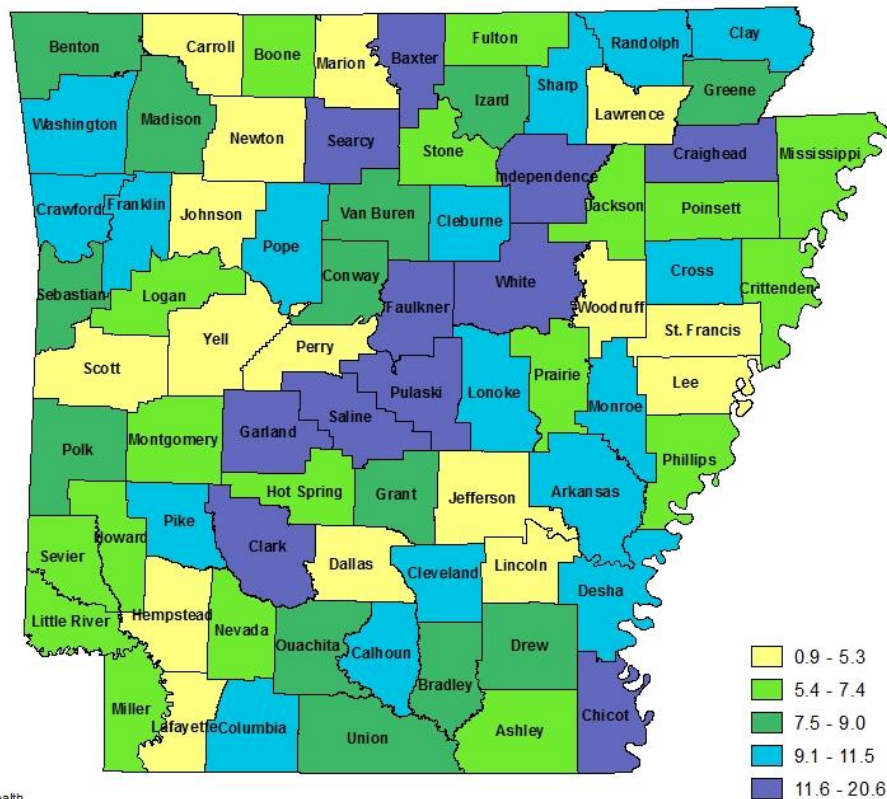 Benton
Carroll
Boone
Marion
Baxter
Fulton
Sharp
Randolph
Clay
Izard
Lawrence
Greene
Washington
Madison
Newton
Searcy
Stone
Independence
Craighead
Mississippi
Crawford
Franklin
Johnson
Pope
Van Buren
Cleburne
Jackson
Poinsett
Sebastian
Logan
Conway
Faulkner
White
Woodruff
Cross
Crittenden
Scott
Yell
Perry
St. Francis
Pulaski
Lonoke
Prairie
Monroe
Lee
Polk
Montgomery
Garland
Saline
Hot Spring
Grant
Jefferson
Arkansas
Phillips
Sevier
Howard
Pike
Clark
Dallas
Cleveland
Lincoln
Desha
Little River
Hempstead
Nevada
Ouachita
Calhoun
Bradley
Drew
Miller
Lafayette
Columbia
Union
Ashley
Chicot
0.9 - 5.3
5.4 - 7.4
7.5 - 9.0
9.1 - 11.5
11.6 - 20.6